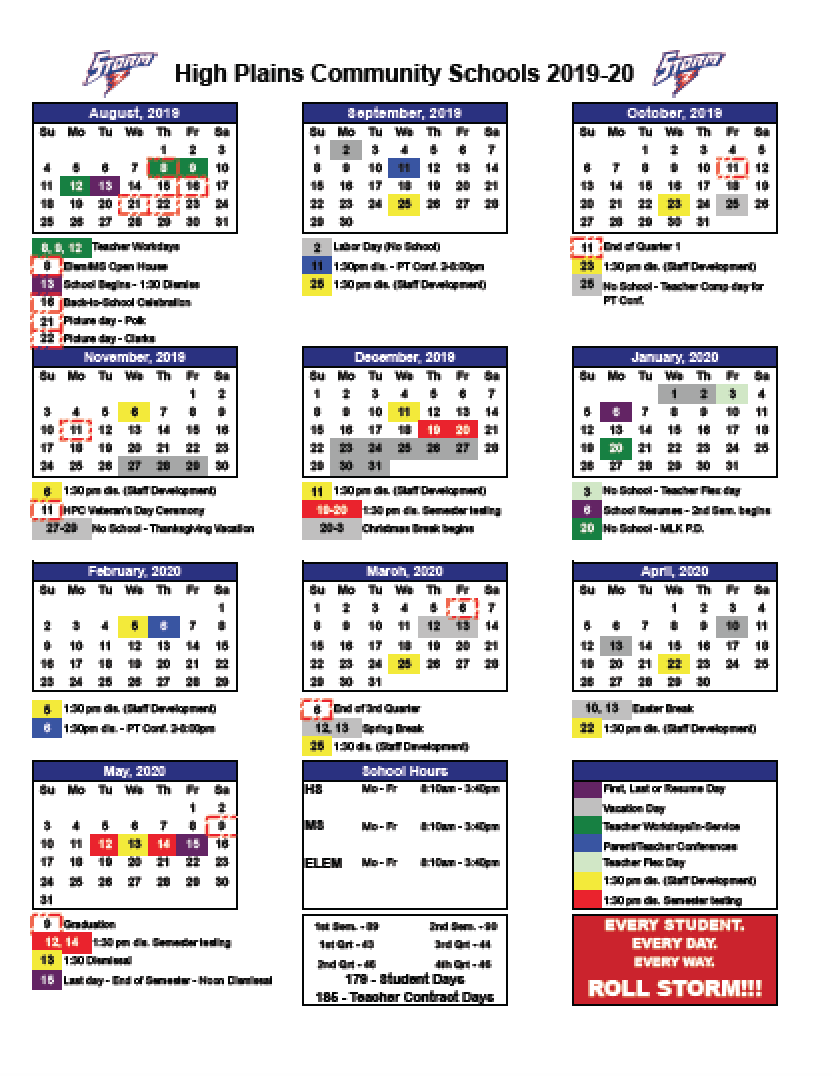 STORM
High Plains Community Schools 2019-20
STORM
August, 2019
Su Mo Tu We Th Fr Sa
1 2 3
4 5 6 7 8 9 10
11 12 13 14 15 16 17
18 19 20 21 22 23 24
25 26 27 28 29 30 31
8, 9, 12 Teacher Workdays
8 Elem/MS Open House
13 School Begins - 1:30 Dismiss
16 Back-to-School Celebration
21 Picture day - Polk
22 Picture day - Clarks
September, 2019
Su Mo Tu We Th Fr Sa
1 2 3 4 5 6 7
8 9 10 11 12 13 14
15 16 17 18 19 20 21
22 23 24 25 26 27 28
29 30
2 Labor Day (No School)
11 1:30pm dis. - PT Conf. 3-8:00pm
25 1:30 pm dis. (Staff Development)
October, 2019
Su Mo Tu We Th Fr Sa
1 2 3 4 5
6 7 8 9 10 11 12
13 14 15 16 17 18 19
20 21 22 23 24 25 26
27 28 29 30 31
11 End of Quarter 1
23 1:30 pm dis. (Staff Development)
25 No School - Teacher Comp day for
PT Conf.
November, 2019
Su Mo Tu We Th Fr Sa
1 2
3 4 5 6 7 8 9
10 11 12 13 14 15 16
17 18 19 20 21 22 23
24 25 26 27 28 29 30
6 1:30 pm dis. (Staff Development)
11 HPC Veteran's Day Ceremony
27-29 No School - Thanksgiving Vacation
December, 2019
Su Mo Tu We Th Fr Sa
1 2 3 4 5 6 7
8 9 10 11 12 13 14
15 16 17 18 19 20 21
22 23 24 25 26 27 28
29 30 31
11 1:30 pm dis. (Staff Development)
19-20 1:30 pm dis. Semester testing
20-3 Christmas Break begins
January, 2020
Su Mo Tu We Th Fr Sa
1 2 3 4
5 6 7 8 9 10 11
12 13 14 15 16 17 18
19 20 21 22 23 24 25
26 27 28 29 30 31
3 No School - Teacher Flex day
6 School Resumes - 2nd Sem. begins
20 No School - MLK P.D.
February, 2020
Su Mo Tu We Th Fr Sa
1
2 3 4 5 6 7 8
9 10 11 12 13 14 15
16 17 18 19 20 21 22
23 24 25 26 27 28 29
5 1:30 pm dis. (Staff Development)
6 1:30pm dis. - PT Conf. 3-8:00pm
March, 2020
Su Mo Tu We Th Fr Sa
1 2 3 4 5 6 7
8 9 10 11 12 13 14
15 16 17 18 19 20 21
22 23 24 25 26 27 28
29 30 31
6 End of 3rd Quarter
12, 13 Spring Break
25 1:30 dis. (Staff Development)
April, 2020
Su Mo Tu We Th Fr Sa
1 2 3 4
5 6 7 8 9 10 11
12 13 14 15 16 17 18
19 20 21 22 23 24 25
26 27 28 29 30
10, 13 Easter Break
22 1:30 pm dis. (Staff Development)
May, 2020
Su Mo Tu We Th Fr Sa
1 2
3 4 5 6 7 8 9
10 11 12 13 14 15 16
17 18 19 20 21 22 23
24 25 26 27 28 29 30
31
9 Graduation
12, 14 1:30 pm dis. Semester testing
13 1:30 Dismissal
15 Last day - End of Semester - Noon Dismissal
School Hours
HS Mo - Fr 8:10am - 3:40pm
MS Mo - Fr 8:10am - 3:40pm
ELEM Mo - Fr 8:10am - 3:40pm
1st Sem. - 89 2nd Sem. - 90
1st Qrt - 43 3rd Qrt - 44
2nd Qrt - 46 4th Qrt - 46
179 - Student Days
185 - Teacher Contract Days
First, Last or Resume Day
Vacation Day
Teacher Workdays/In-Service
Parent/Teacher Conferences
Teacher Flex Day
1:30 pm dis. (Staff Development)
1:30 pm dis. Semester testing
EVERY STUDENT.
EVERY DAY.
EVERY WAY.
ROLL STORM!!!